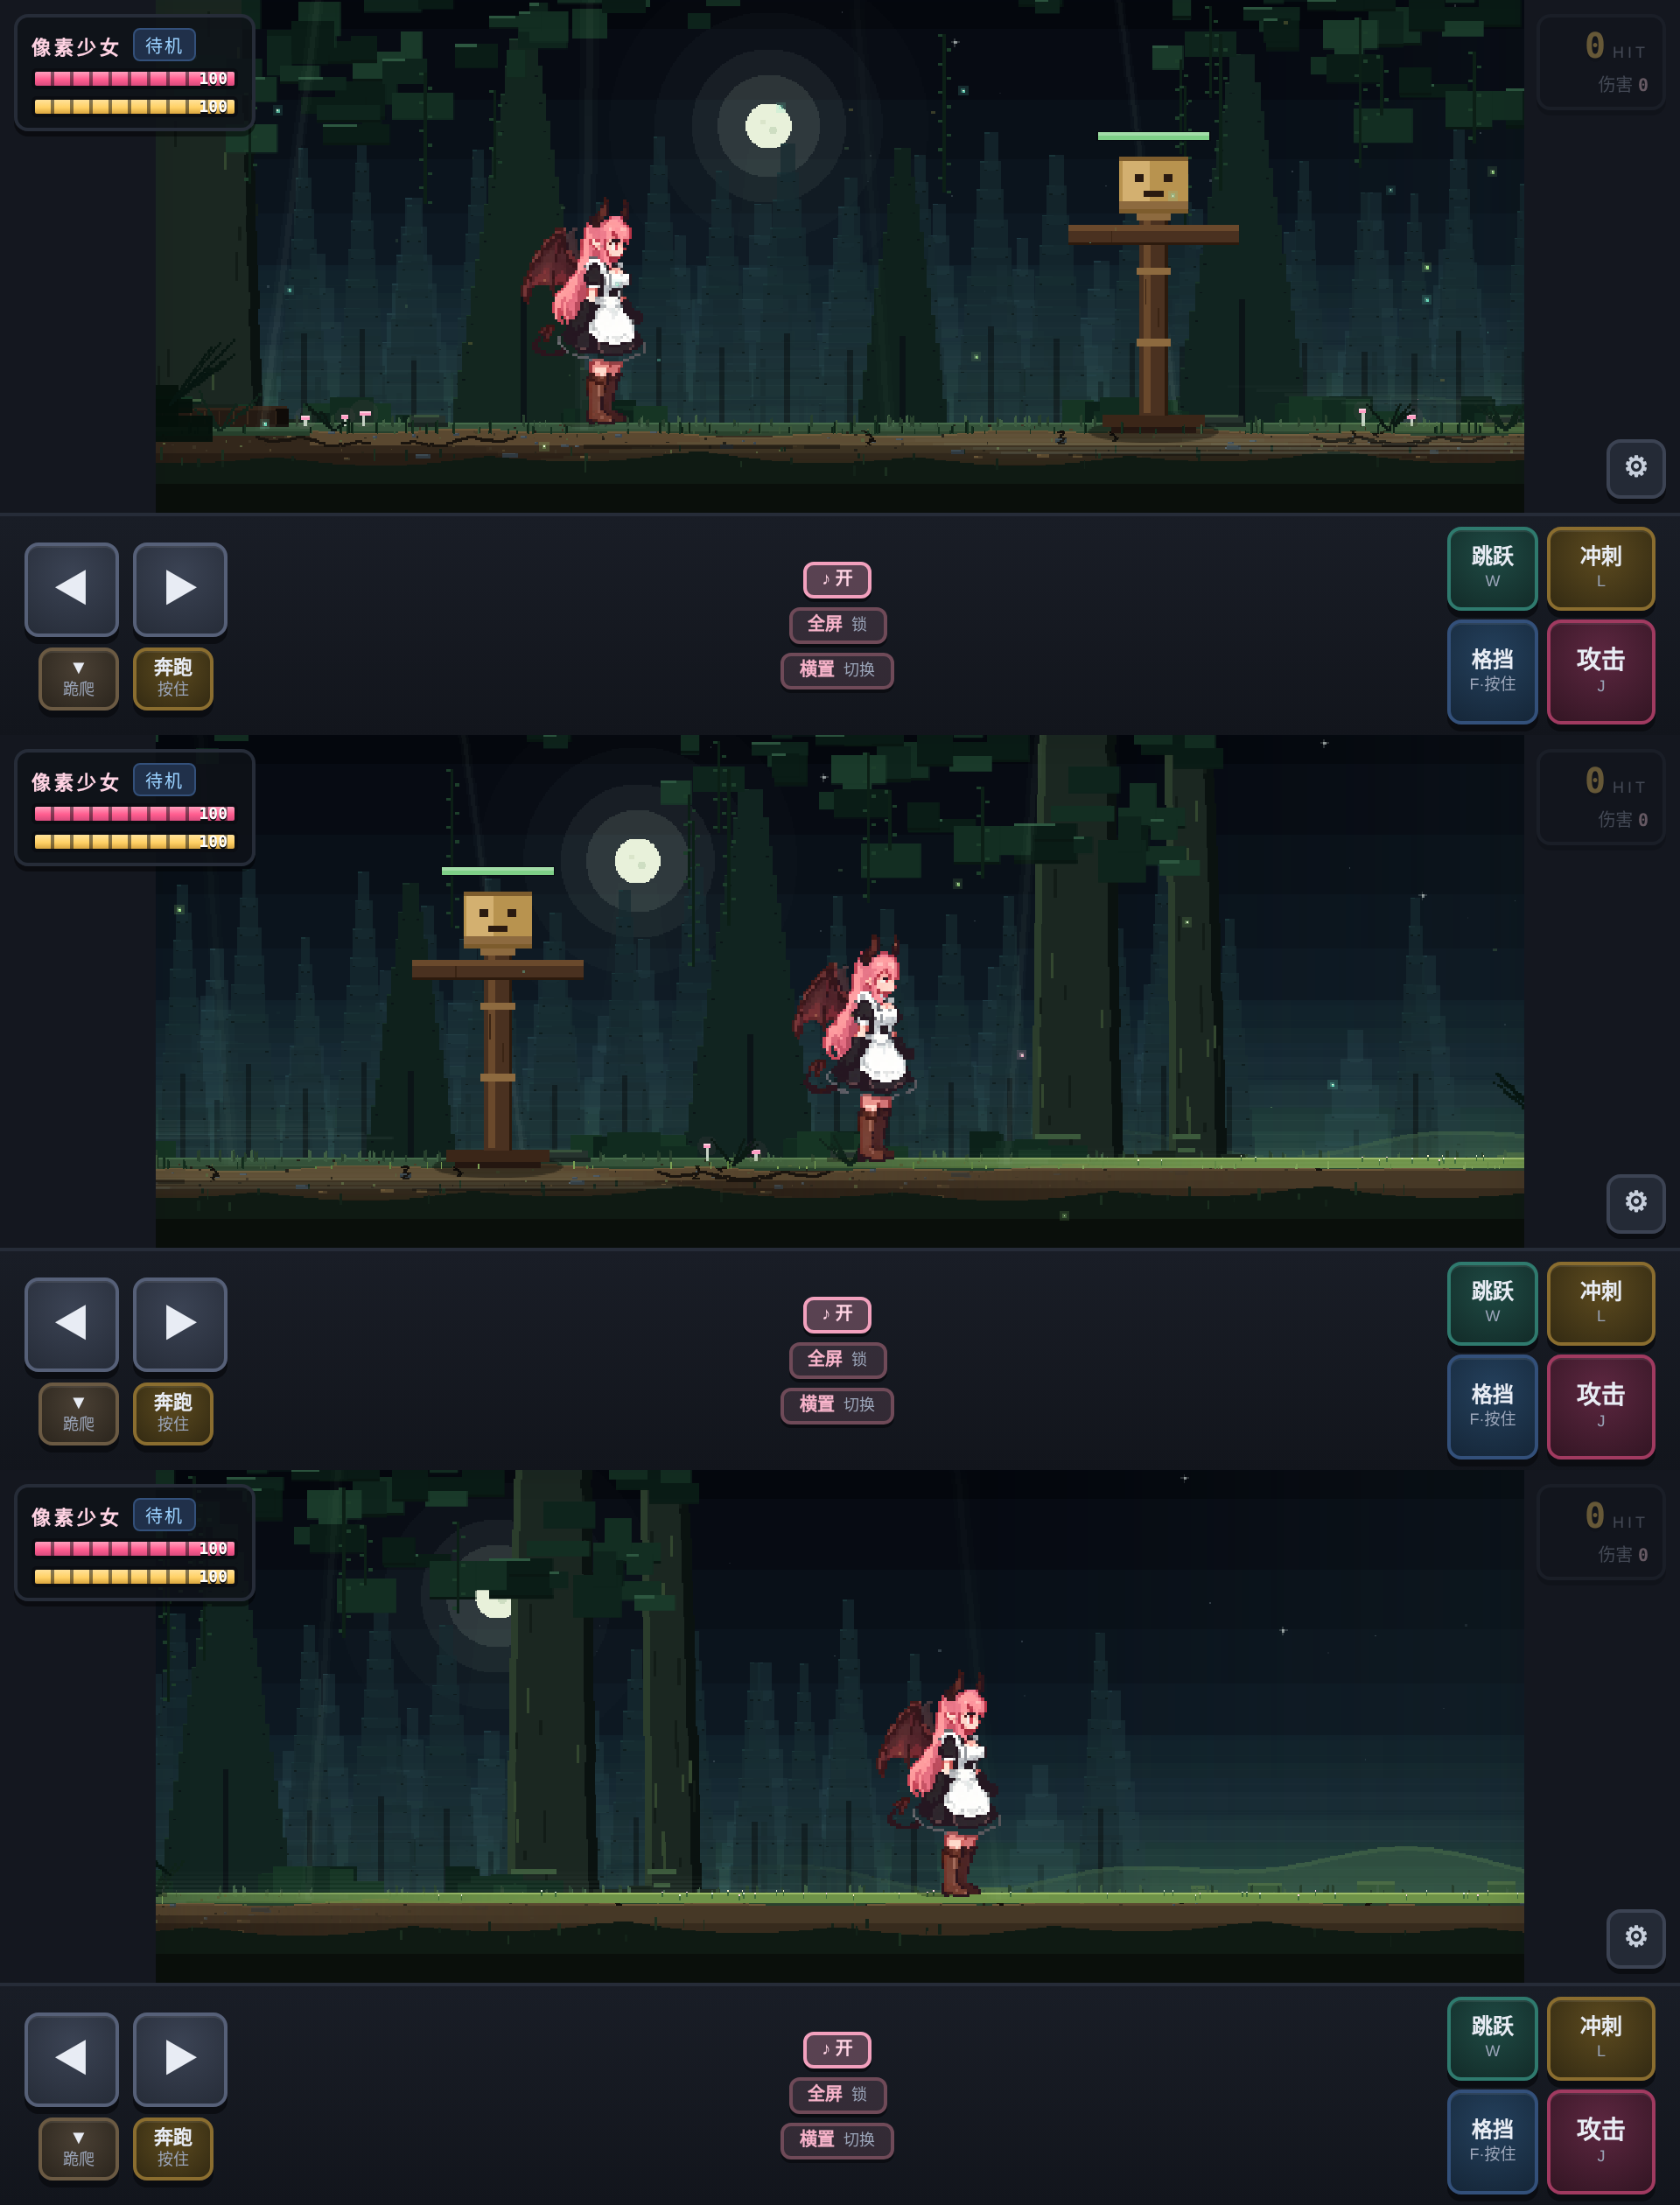 像素少女 待机
100
100
0 HIT
伤害 0
⚙
◀ ▶
▼
跪爬
奔跑
按住
♪ 开
全屏 锁
横置 切换
跳跃
W
冲刺
L
格挡
F·按住
攻击
J
像素少女 待机
100
100
0 HIT
伤害 0
⚙
◀ ▶
▼
跪爬
奔跑
按住
♪ 开
全屏 锁
横置 切换
跳跃
W
冲刺
L
格挡
F·按住
攻击
J
像素少女 待机
100
100
0 HIT
伤害 0
⚙
◀ ▶
▼
跪爬
奔跑
按住
♪ 开
全屏 锁
横置 切换
跳跃
W
冲刺
L
格挡
F·按住
攻击
J